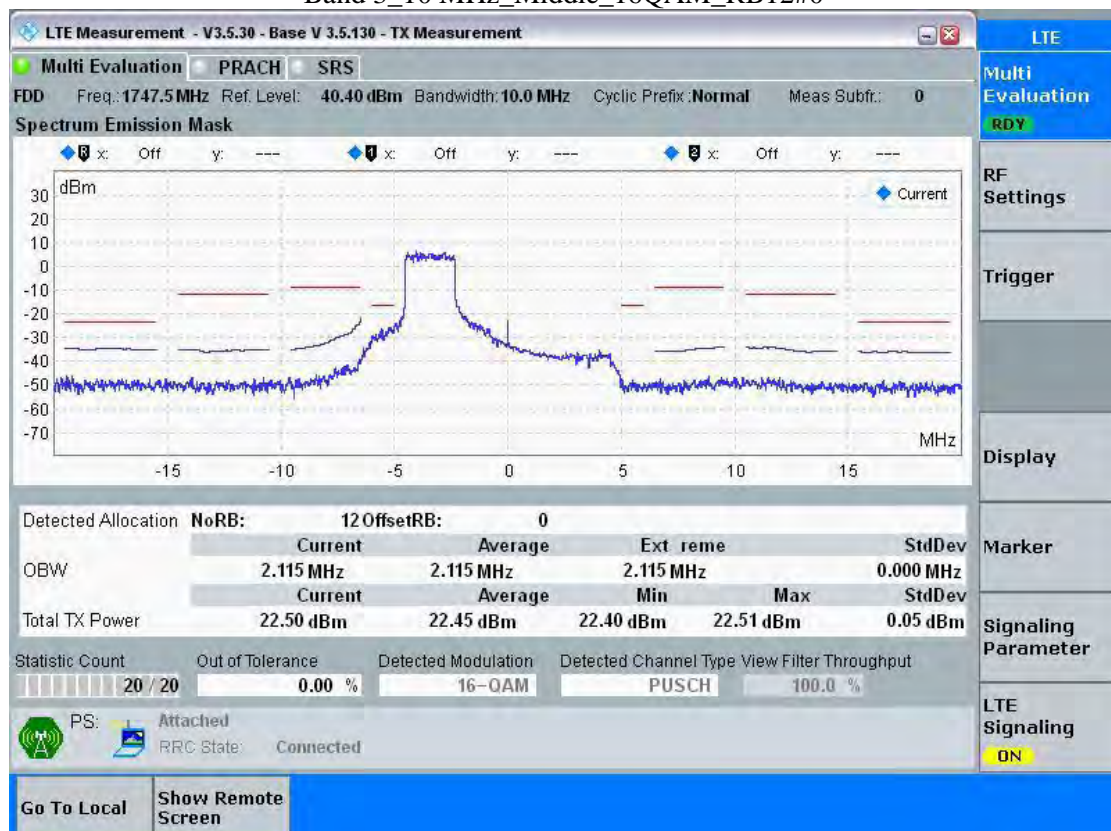 LTE Measurement - V3.5.30 - Base V 3.5.130 - TX Measurement
LTE
Multi Evaluation PRACH SRS
FDD Freq.: 1747.5 MHz Ref. Level: 40.40 dBm Bandwidth: 10.0 MHz Cyclic Prefix :Normal Meas Subfr.: 0
Spectrum Emission Mask
R x: Off y: --- 1 x: Off y: --- 2 x: Off y: ---
dBm
Current
30
20
10
0
-10
-20
-30
-40
-50
-60
-70
MHz
-15 -10 -5 0 5 10 15
Detected Allocation NoRB: 12 OffsetRB: 0
Current Average Ext reme StdDev
OBW 2.115 MHz 2.115 MHz 2.115 MHz 0.000 MHz
Current Average Min Max StdDev
Total TX Power 22.50 dBm 22.45 dBm 22.40 dBm 22.51 dBm 0.05 dBm
Statistic Count Out of Tolerance Detected Modulation Detected Channel Type View Filter Throughput
20 / 20 0.00 % 16-QAM PUSCH 100.0 %
PS: Attached
RRC State: Connected
Multi
Evaluation
RDY
RF
Settings
Trigger
Display
Marker
Signaling
Parameter
LTE
Signaling
ON
Go To Local
Show Remote
Screen